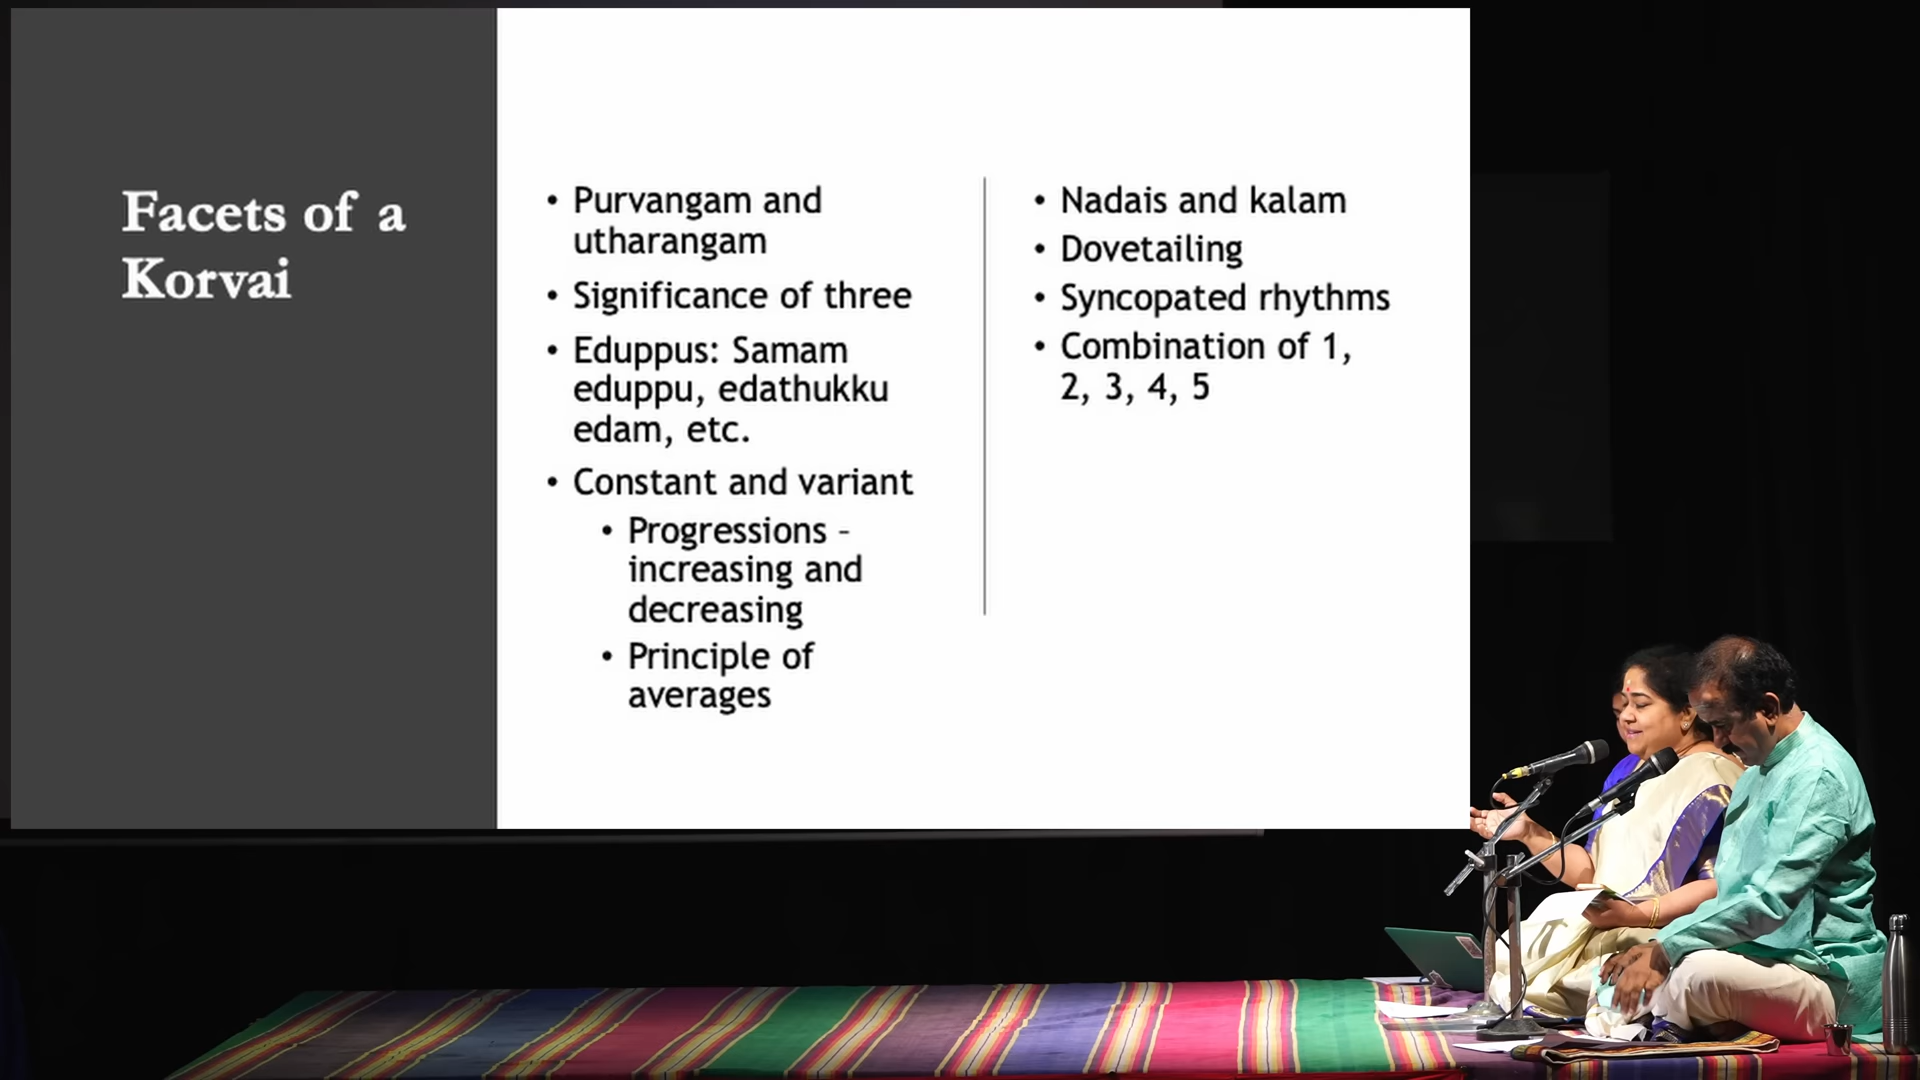 Facets of a
Korvai
• Purvangam and
utharangam
• Significance of three
• Eduppus: Samam
eduppu, edathukku
edam, etc.
• Constant and variant
• Progressions –
increasing and
decreasing
• Principle of
averages
• Nadais and kalam
• Dovetailing
• Syncopated rhythms
• Combination of 1,
2, 3, 4, 5